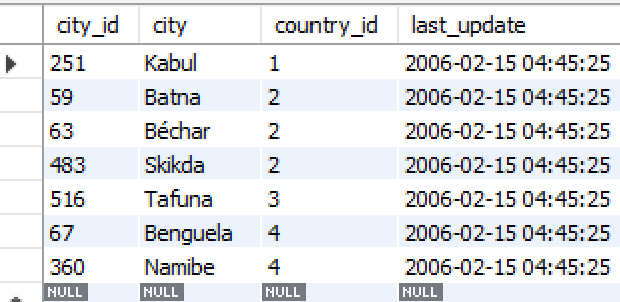 city_id city country_id last_update
251 Kabul 1 2006-02-15 04:45:25
59 Batna 2 2006-02-15 04:45:25
63 Béchar 2 2006-02-15 04:45:25
483 Skikda 2 2006-02-15 04:45:25
516 Tafuna 3 2006-02-15 04:45:25
67 Benguela 4 2006-02-15 04:45:25
360 Namibe 4 2006-02-15 04:45:25
NULL NULL NULL NULL